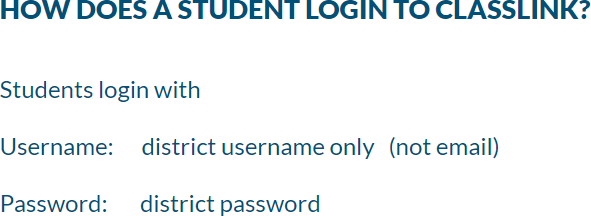 HOW DOES A STUDENT LOGIN TO CLASSLINK?
Students login with
Username: district username only (not email)
Password: district password